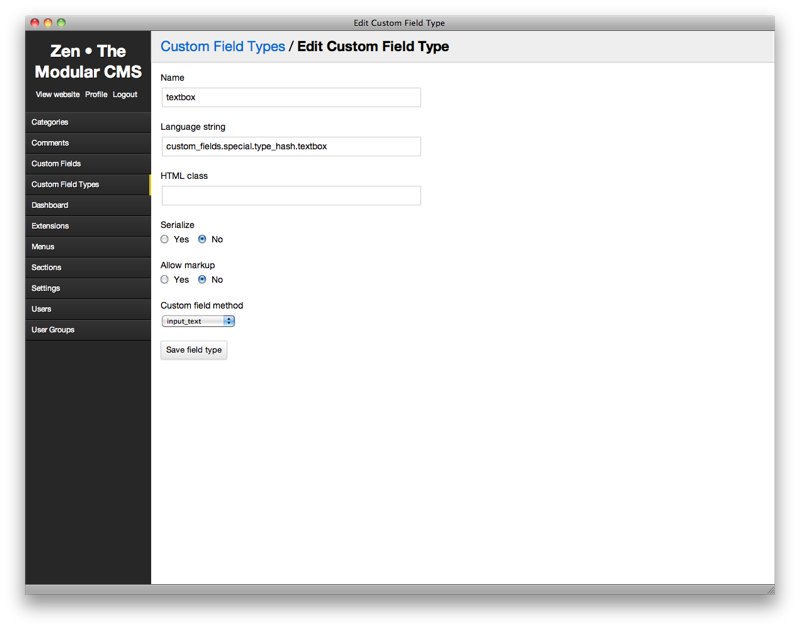 Edit Custom Field Type
Zen • The
Modular CMS
View website Profile Logout
Categories
Comments
Custom Fields
Custom Field Types
Dashboard
Extensions
Menus
Sections
Settings
Users
User Groups
Custom Field Types / Edit Custom Field Type
Name
textbox
Language string
custom_fields.special.type_hash.textbox
HTML class
Serialize
Yes No
Allow markup
Yes No
Custom field method
input_text
Save field type